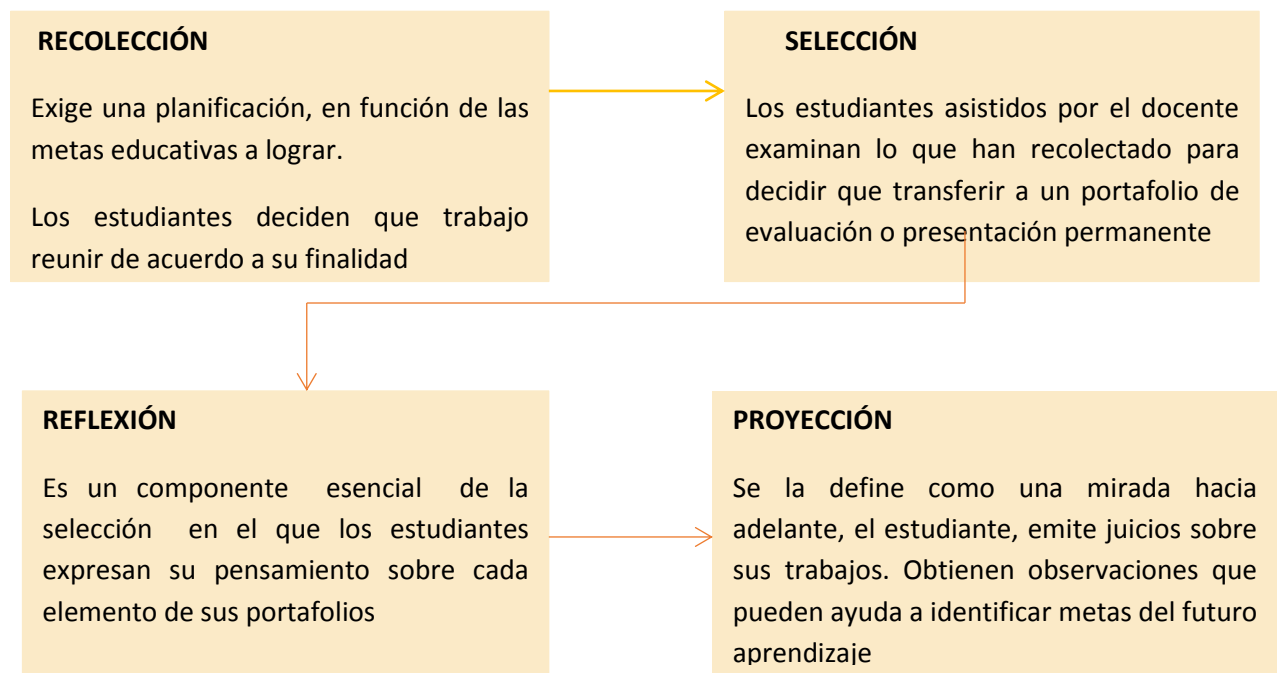 RECOLECCIÓN
Exige una planificación, en función de las
metas educativas a lograr.
Los estudiantes deciden que trabajo
reunir de acuerdo a su finalidad
SELECCIÓN
Los estudiantes asistidos por el docente
examinan lo que han recolectado para
decidir que transferir a un portafolio de
evaluación o presentación permanente
REFLEXIÓN
Es un componente esencial de la
selección en el que los estudiantes
expresan su pensamiento sobre cada
elemento de sus portafolios
PROYECCIÓN
Se la define como una mirada hacia
adelante, el estudiante, emite juicios sobre
sus trabajos. Obtienen observaciones que
pueden ayuda a identificar metas del futuro
aprendizaje